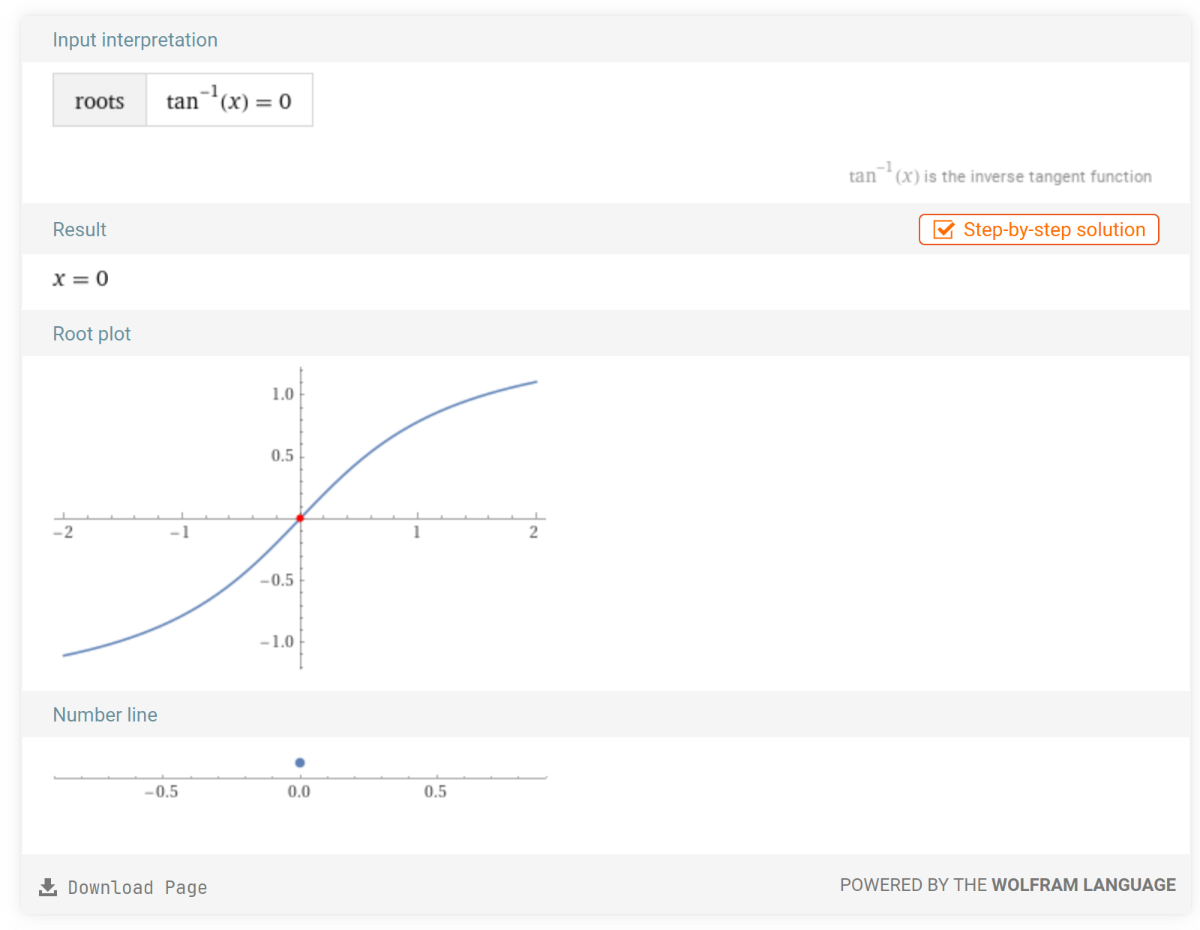 Input interpretation
roots tan⁻¹(x) = 0
tan⁻¹(x) is the inverse tangent function
Result Step-by-step solution
x = 0
Root plot
1.0
0.5
−2 −1 1 2
−0.5
−1.0
Number line
−0.5 0.0 0.5
Download Page POWERED BY THE WOLFRAM LANGUAGE